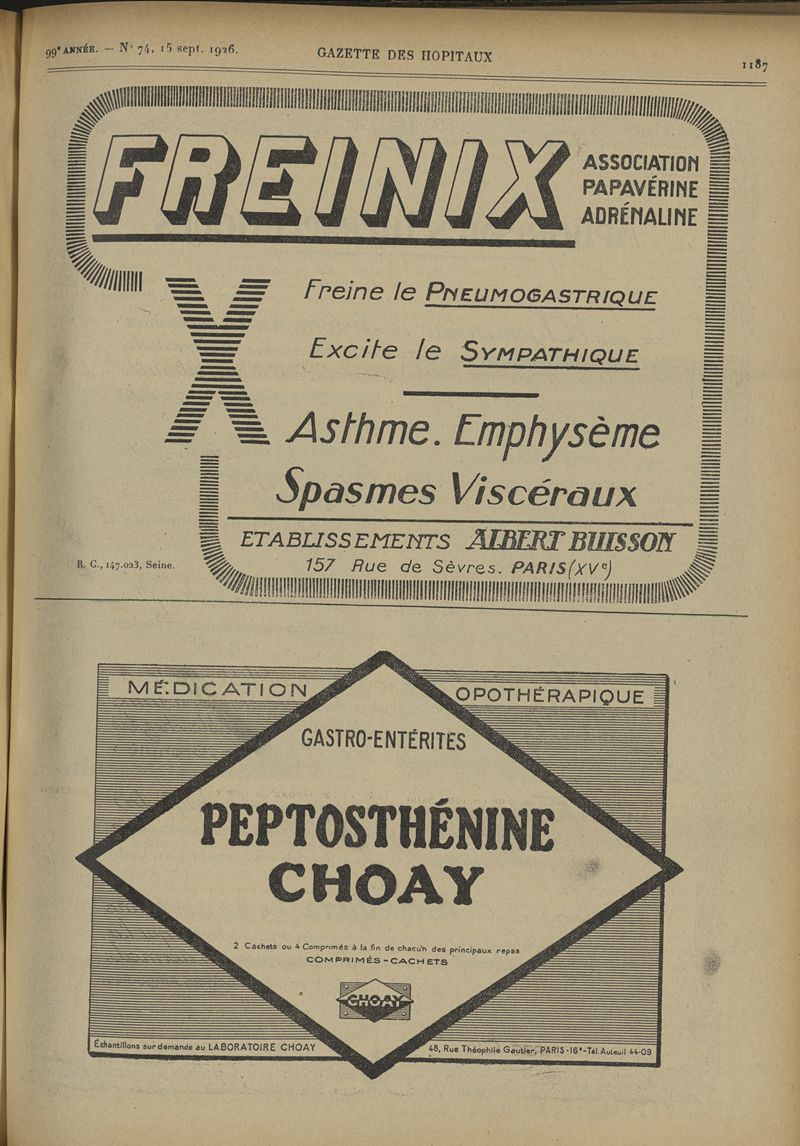 99ᵉ ANNÉE. — Nº 74, 15 sept. 1926.
GAZETTE DES HOPITAUX
1187
FREINIX
ASSOCIATION
PAPAVÉRINE
ADRÉNALINE
X
Freine le PNEUMOGASTRIQUE
Excite le SYMPATHIQUE
Asthme. Emphysème
Spasmes Viscéraux
ETABLISSEMENTS ALBERT BUISSON
157 Rue de Sèvres. PARIS (XVᵉ)
R. C., 147.023, Seine.
MÉDICATION
OPOTHÉRAPIQUE
GASTRO-ENTÉRITES
PEPTOSTHÉNINE
CHOAY
2 Cachets ou 4 Comprimés à la fin de chacun des principaux repas
COMPRIMÉS - CACHETS
CHOAY
Échantillons sur demande au LABORATOIRE CHOAY
48, Rue Théophile Gautier, PARIS-16ᵉ-Tél. Auteuil 44-09